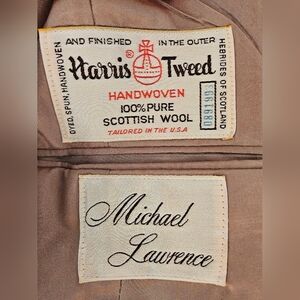 DYED, SPUN, HANDWOVEN
AND FINISHED IN THE OUTER
HEBRIDES OF SCOTLAND
Harris Tweed
®
HANDWOVEN
100% PURE
SCOTTISH WOOL
TAILORED IN THE U.S.A
Michael
Lawrence